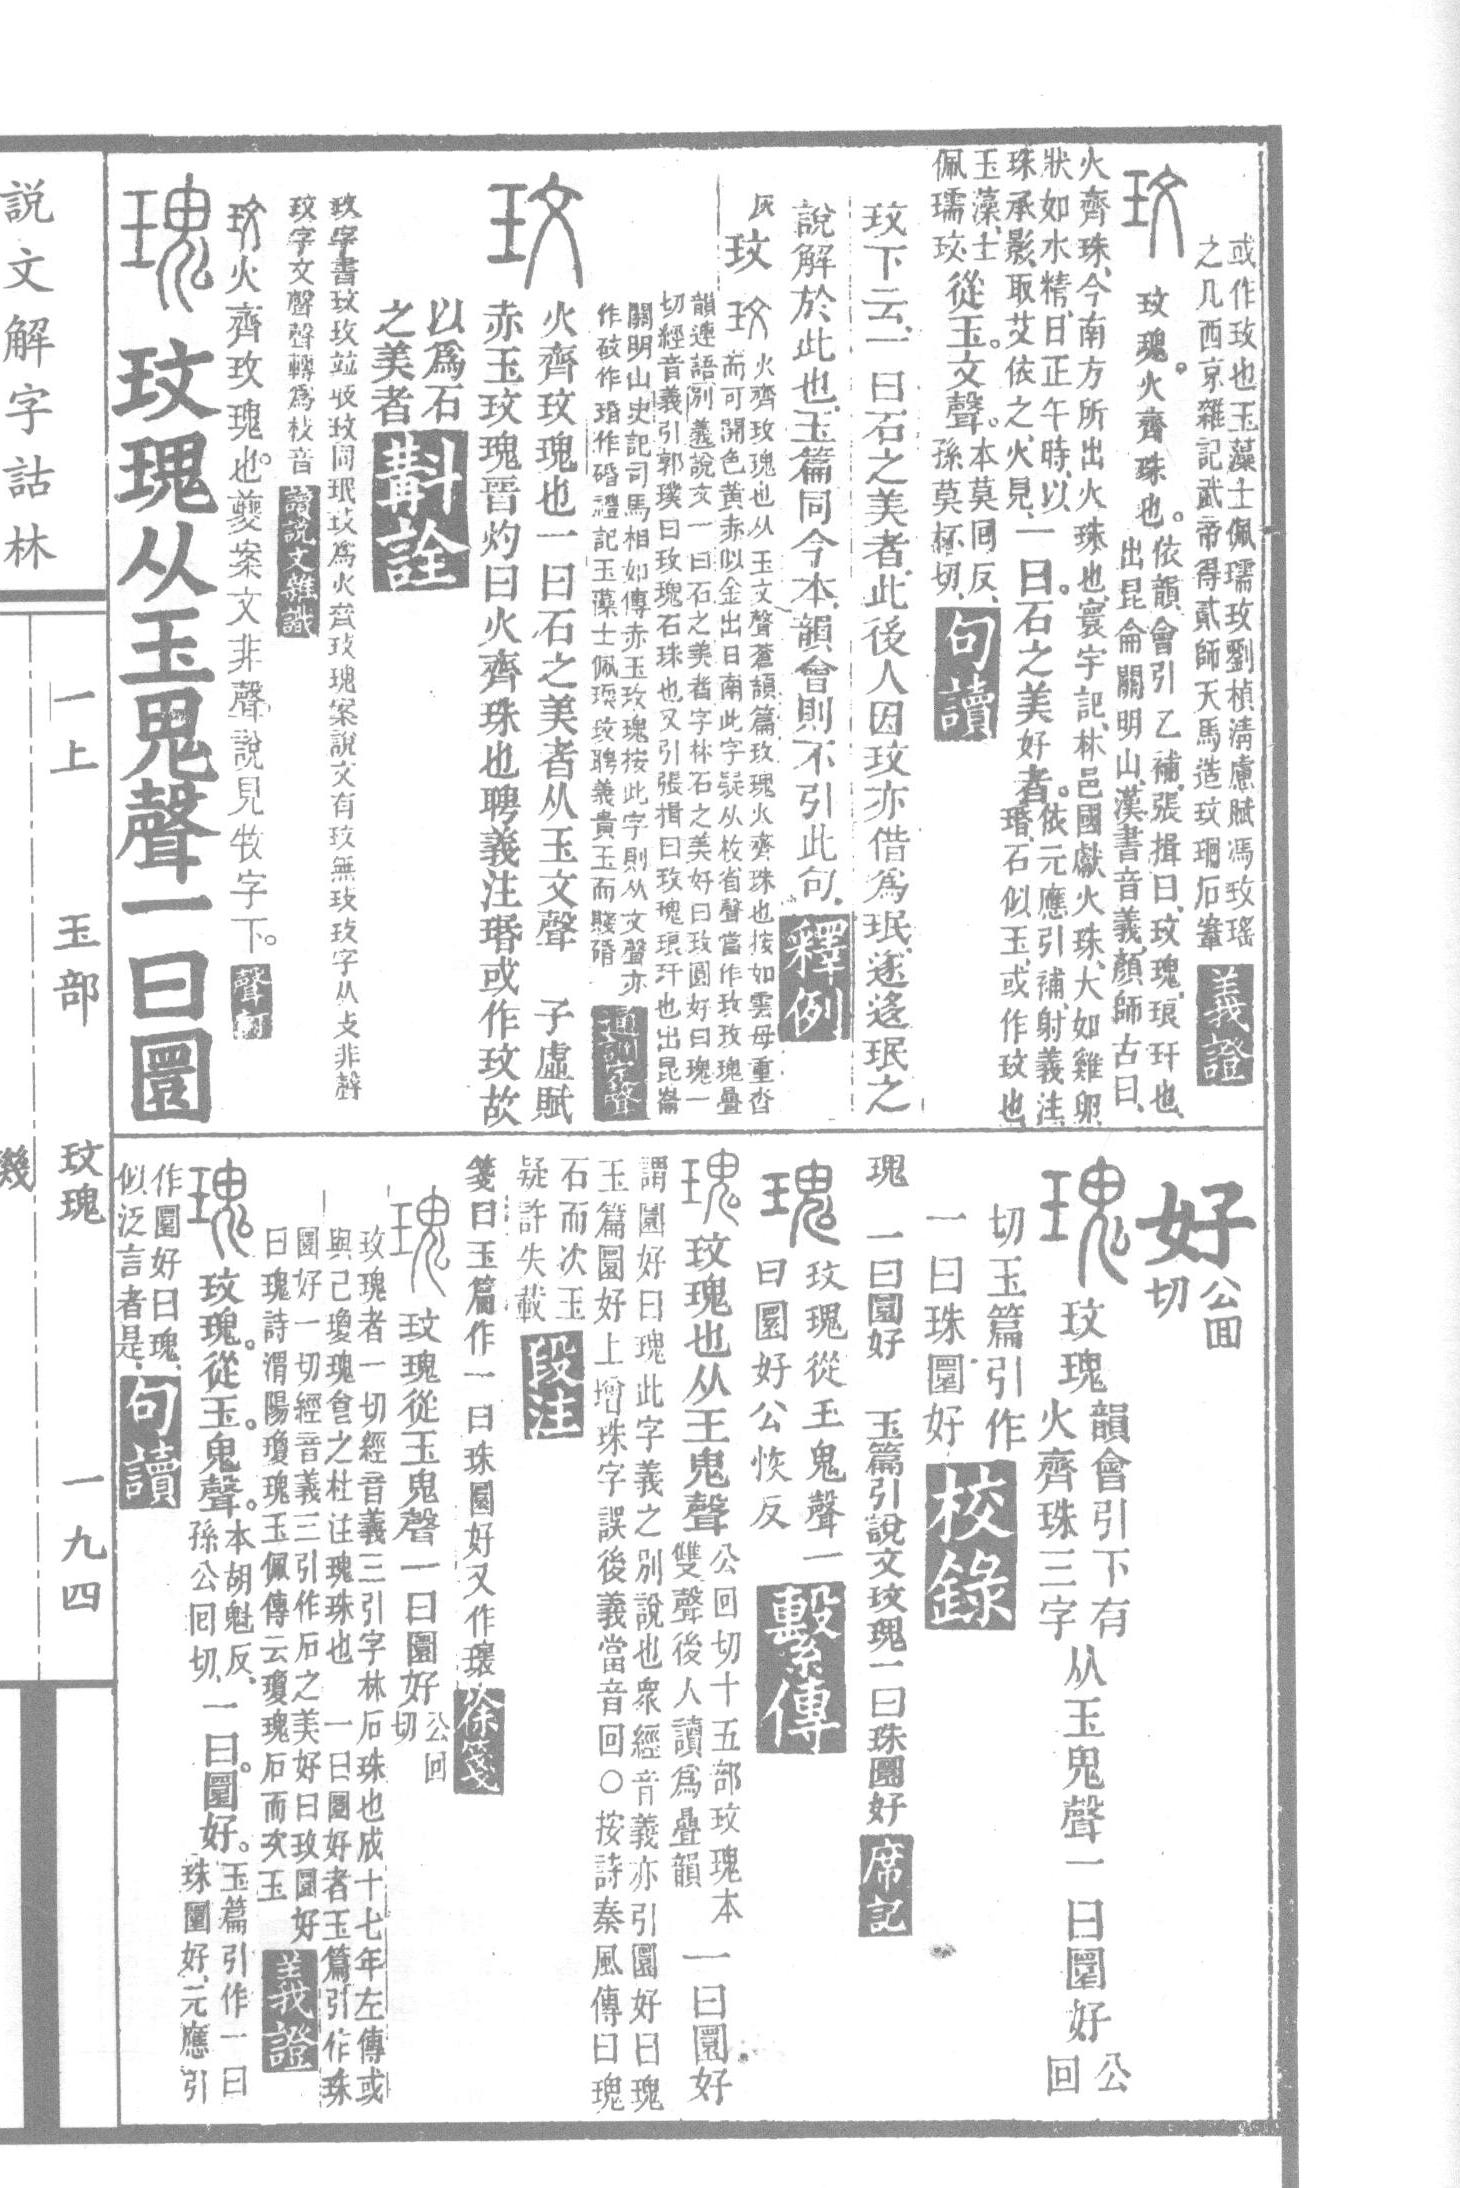 或作玫也玉藻士佩瓀玫劉楨清慮賦馮玫瑤
之几西京雜記武帝得貳師天馬造玫瑰石鞌
義證
玟
玟瑰。火齊珠也。
依韻會引乙補張揖曰玟瑰琅玕也
出昆侖開明山漢書音義顏師古曰
火齊珠今南方所出火珠也寰宇記林邑國獻火珠大如雞卵
狀如水精日正午時以
珠承影取艾依之火見
一曰。石之美好者。
依元應引補射義注
瑉石似玉或作玟也
玉藻士
佩瓀玟
從玉。文聲。
本莫回反
孫莫杯切
句讀
玟下云一曰石之美者此後人因玟亦借爲珉遂迻珉之
說解於此也玉篇同今本韻會則不引此句
釋例
灰
玟
玟
火齊玫瑰也从玉文聲蒼頡篇玫瑰火齊珠也按如雲母重沓
而可開色黃赤似金出日南此字疑从枚省聲當作玫玫瑰疊
韻連語別義說文一曰石之美者字林石之美好曰玫圓好曰瑰一
切經音義引郭璞曰玫瑰石珠也又引張揖曰玫瑰琅玕也出昆崙
開明山史記司馬相如傳赤玉玫瑰按此字則从文聲亦
作砇作瑉作碈禮記玉藻士佩瓀玟聘義貴玉而賤碈
通訓定聲
玟
火齊玫瑰也一曰石之美者从玉文聲　子虛賦
赤玉玫瑰晉灼曰火齊珠也聘義注瑉或作玟故
以爲石
之美者
斠詮
玫字書玟玫竝收玟同珉玫爲火齊玫瑰案說文有玟無玫玫字从攴非聲
玟字文聲聲轉爲枚音
讀說文雜識
玟火齊玫瑰。也夔案文非聲說見牧字下。
聲訂
瑰
玟瑰从玉鬼聲一曰圜
好
公回
切
瑰
玟瑰
韻會引下有
火齊珠三字
从玉鬼聲一曰圜好
公
回
切玉篇引作
一曰珠圜好
校錄
瑰　一曰圜好　玉篇引說文玟瑰一曰珠圜好
席記
瑰
玟瑰從玉鬼聲一
曰圜好公恢反
繫傳
瑰
玟瑰也从王鬼聲
公回切十五部玟瑰本
雙聲後人讀爲疊韻
一曰圜好
謂圜好曰瑰此字義之別說也衆經音義亦引圜好曰瑰
玉篇圜好上增珠字誤後義當音回〇按詩秦風傳曰瑰
石而次玉
疑許失載
段注
箋曰玉篇作一曰珠圜好又作瓌
徐箋
瑰
玟瑰從玉鬼聲一曰圜好
公回
切
玫瑰者一切經音義三引字林石珠也成十七年左傳或
與己瓊瑰食之杜注瑰珠也　一曰圜好者玉篇引作珠
圜好一切經音義三引作石之美好曰玫圜好
曰瑰詩渭陽瓊瑰玉佩傳云瓊瑰石而次玉
義證
瑰
玟瑰。從玉。鬼聲。
本胡魁反
孫公回切
一曰。圜好。
玉篇引作一曰
珠圜好元應引
作圜好曰瑰
似泛言者是
句讀
說文解字詁林
一上
玉部
玟瑰
一九四